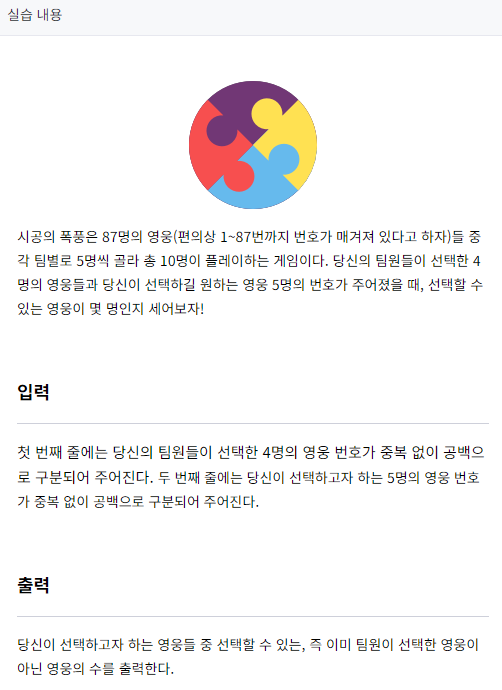 실습 내용
시공의 폭풍은 87명의 영웅(편의상 1~87번까지 번호가 매겨져 있다고 하자)들 중
각 팀별로 5명씩 골라 총 10명이 플레이하는 게임이다. 당신의 팀원들이 선택한 4
명의 영웅들과 당신이 선택하길 원하는 영웅 5명의 번호가 주어졌을 때, 선택할 수
있는 영웅이 몇 명인지 세어보자!
입력
첫 번째 줄에는 당신의 팀원들이 선택한 4명의 영웅 번호가 중복 없이 공백으
로 구분되어 주어진다. 두 번째 줄에는 당신이 선택하고자 하는 5명의 영웅 번호
가 중복 없이 공백으로 구분되어 주어진다.
출력
당신이 선택하고자 하는 영웅들 중 선택할 수 있는, 즉 이미 팀원이 선택한 영웅이
아닌 영웅의 수를 출력한다.